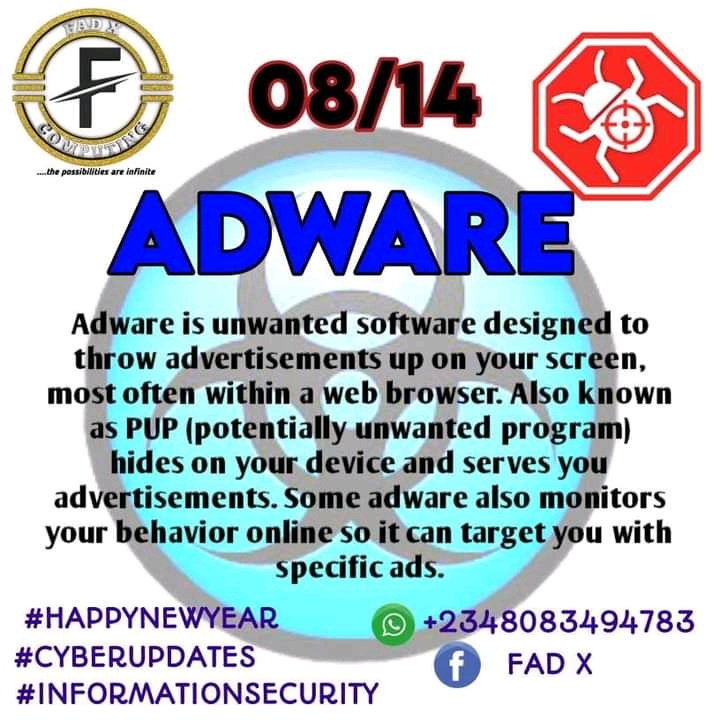 FAD X
F
COMPUTING
....the possibilities are infinite
08/14
ADWARE
Adware is unwanted software designed to
throw advertisements up on your screen,
most often within a web browser. Also known
as PUP (potentially unwanted program)
hides on your device and serves you
advertisements. Some adware also monitors
your behavior online so it can target you with
specific ads.
#HAPPYNEWYEAR
+2348083494783
#CYBERUPDATES
f FAD X
#INFORMATIONSECURITY